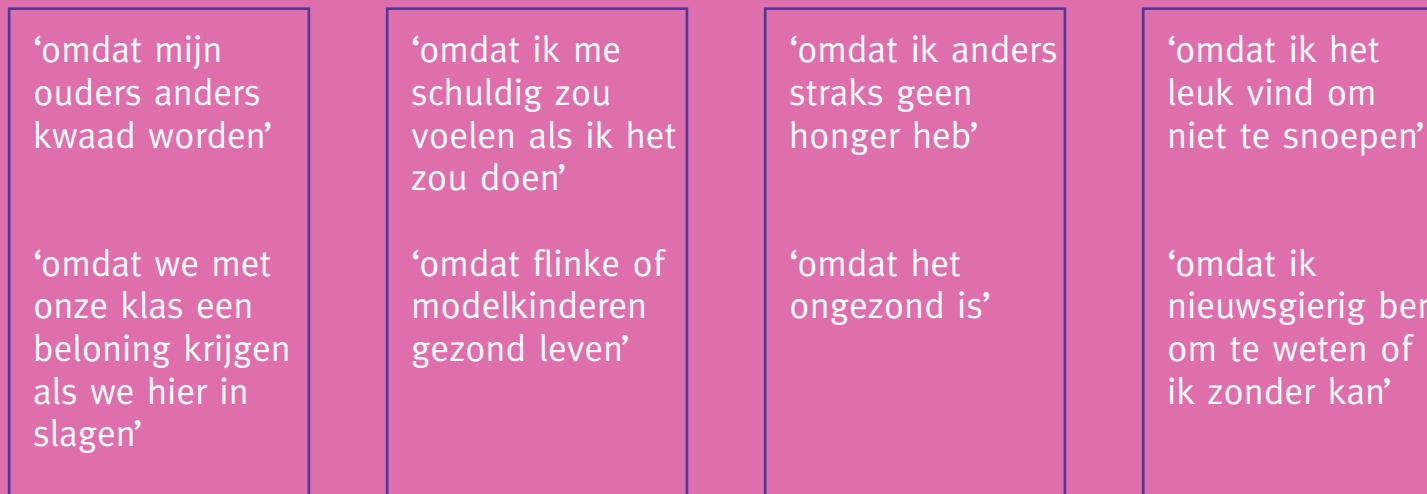 ‘omdat mijn
ouders anders
kwaad worden’
‘omdat we met
onze klas een
beloning krijgen
als we hier in
slagen’
‘omdat ik me
schuldig zou
voelen als ik het
zou doen’
‘omdat flinke of
modelkinderen
gezond leven’
‘omdat ik anders
straks geen
honger heb’
‘omdat het
ongezond is’
‘omdat ik het
leuk vind om
niet te snoepen’
‘omdat ik
nieuwsgierig ben
om te weten of
ik zonder kan’